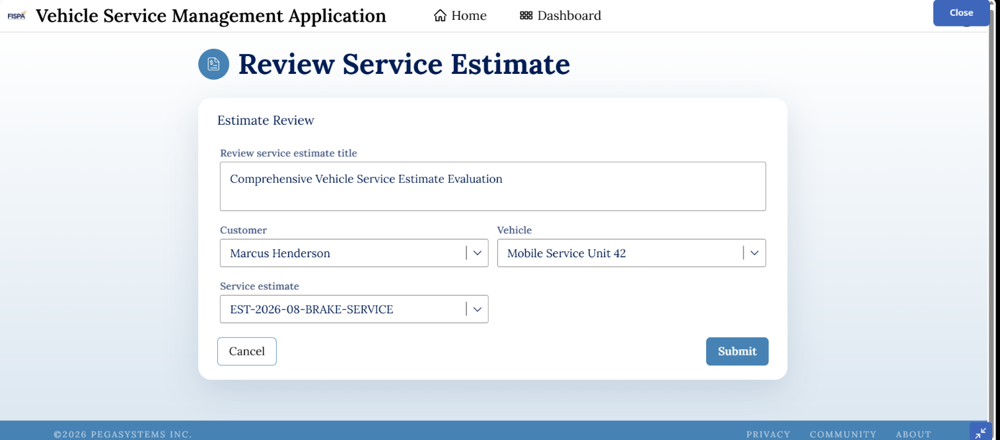 FISPA Vehicle Service Management Application Home Dashboard Close
Review Service Estimate
Estimate Review
Review service estimate title
Comprehensive Vehicle Service Estimate Evaluation
Customer Vehicle
Marcus Henderson Mobile Service Unit 42
Service estimate
EST-2026-08-BRAKE-SERVICE
Cancel Submit
©2026 PEGASYSTEMS INC. PRIVACY COMMUNITY ABOUT